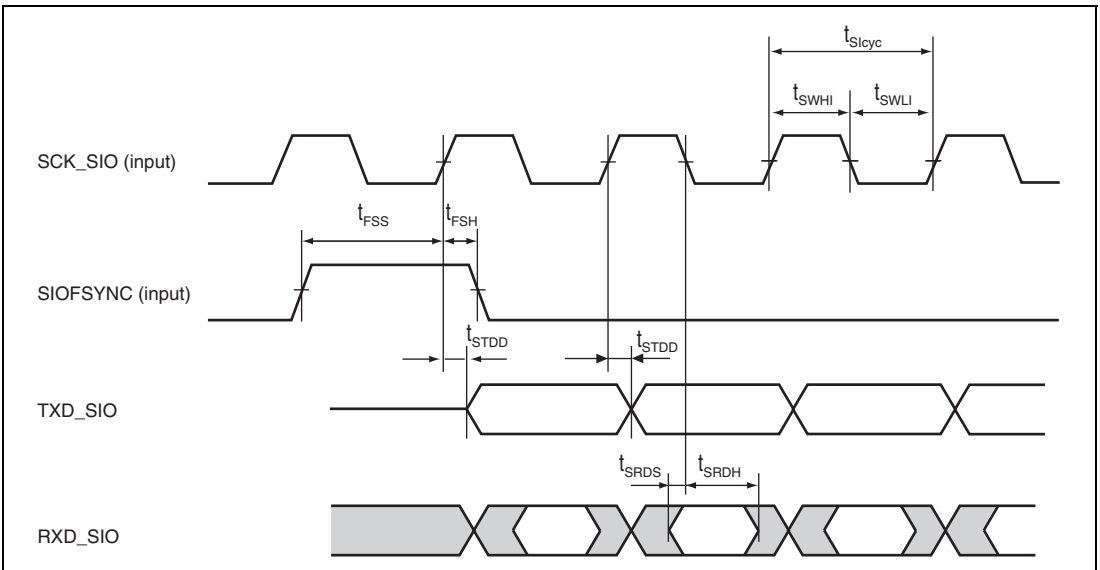 tSIcyc
tSWHI
tSWLI
SCK_SIO (input)
tFSS
tFSH
SIOFSYNC (input)
tSTDD
tSTDD
TXD_SIO
tSRDS
tSRDH
RXD_SIO